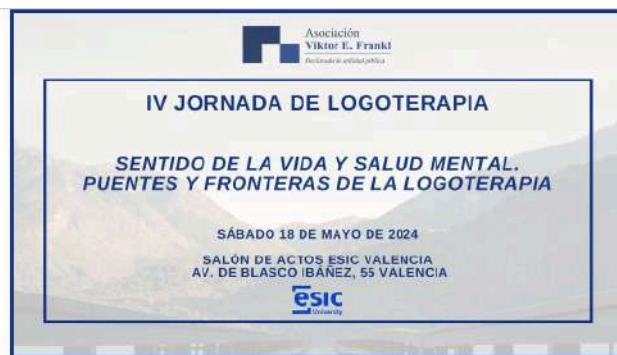 Asociación
Viktor E. Frankl
Declarada de utilidad pública
IV JORNADA DE LOGOTERAPIA
SENTIDO DE LA VIDA Y SALUD MENTAL.
PUENTES Y FRONTERAS DE LA LOGOTERAPIA
SÁBADO 18 DE MAYO DE 2024
SALÓN DE ACTOS ESIC VALENCIA
AV. DE BLASCO IBÁÑEZ, 55 VALENCIA
esic
University